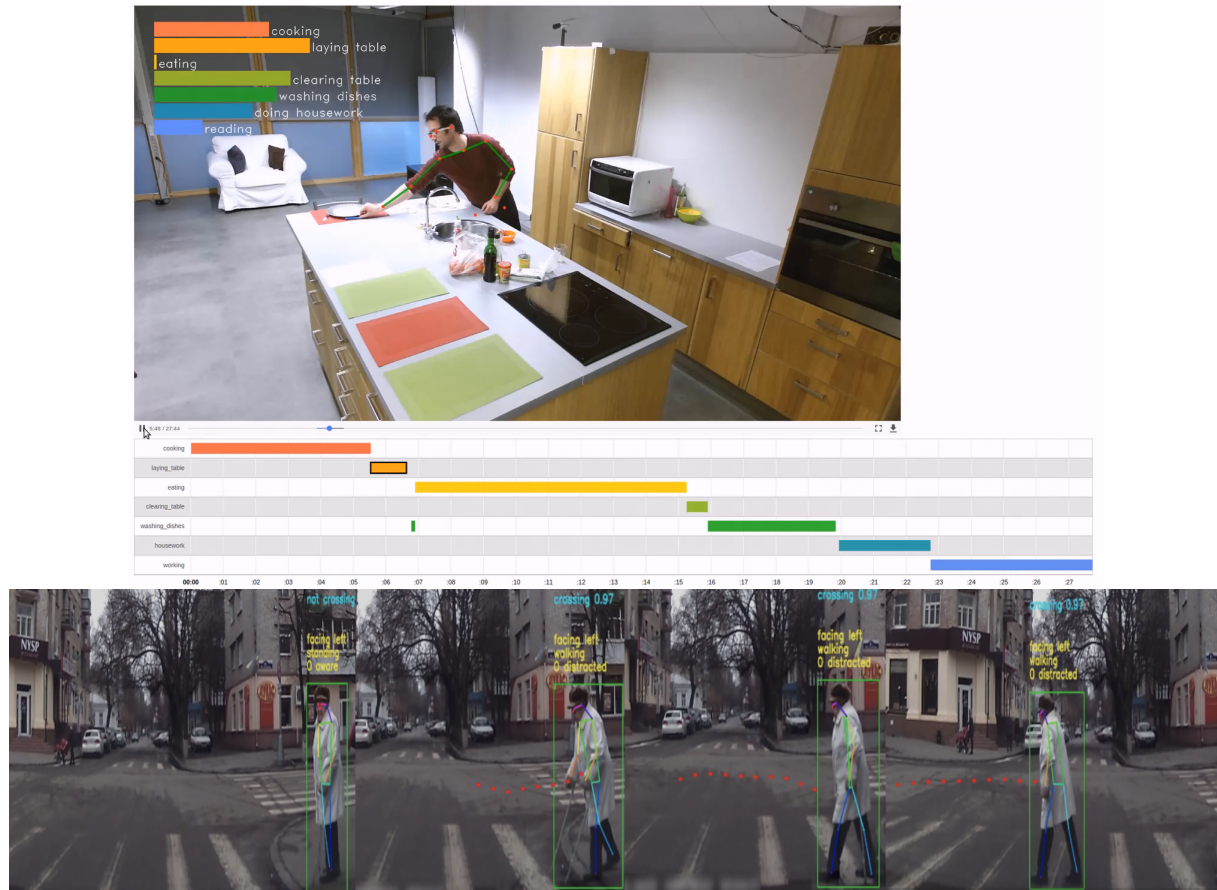 cooking
laying table
eating
clearing table
washing dishes
doing housework
reading
5:48 / 27:44
cooking
laying_table
eating
clearing_table
washing_dishes
housework
working
00:00 :01 :02 :03 :04 :05 :06 :07 :08 :09 :10 :11 :12 :13 :14 :15 :16 :17 :18 :19 :20 :21 :22 :23 :24 :25 :26 :27
not crossing
facing left
standing
0 aware
NYSP
crossing 0.97
facing left
walking
0 distracted
crossing 0.97
facing left
walking
0 distracted
crossing 0.97
facing left
walking
0 distracted
NYSP